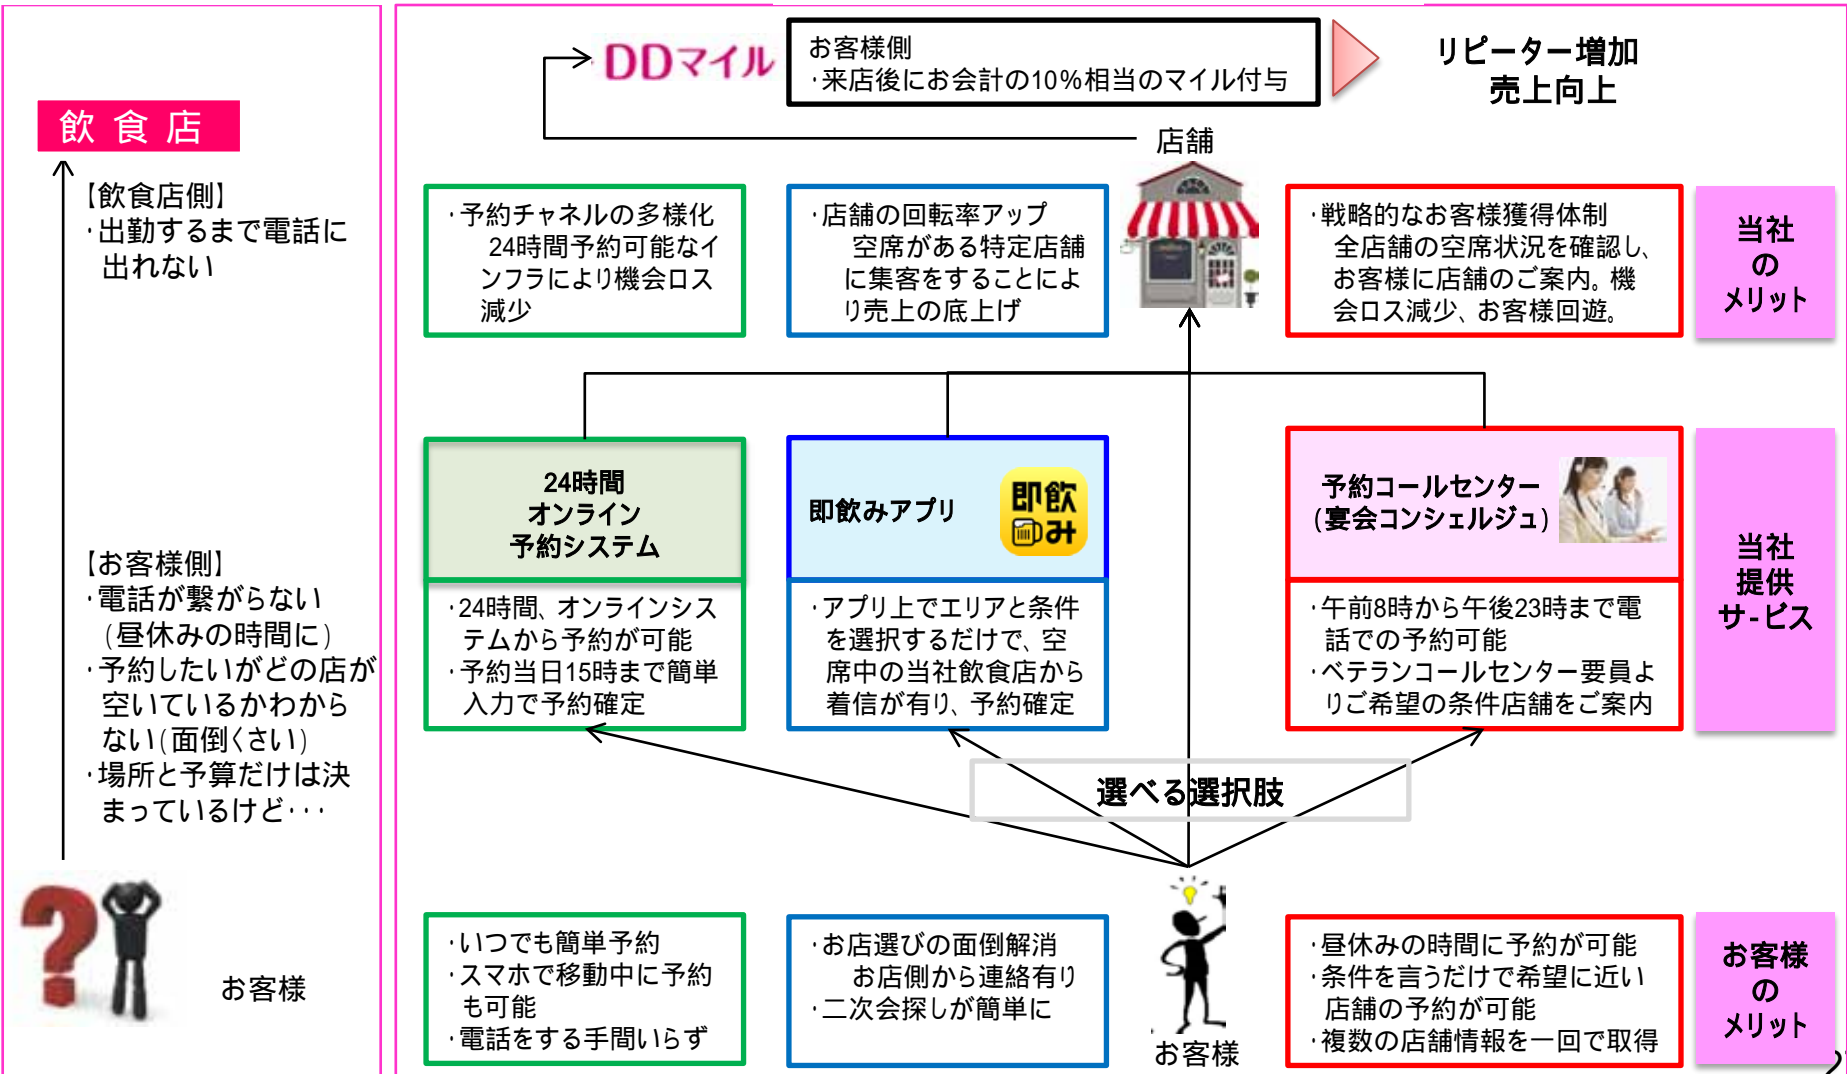 飲食店
【飲食店側】
・出勤するまで電話に
出れない
【お客様側】
・電話が繋がらない
(昼休みの時間に)
・予約したいがどの店が
空いているかわから
ない(面倒くさい)
・場所と予算だけは決
まっているけど・・・
お客様
DDマイル
お客様側
・来店後にお会計の10%相当のマイル付与
リピーター増加
売上向上
店舗
・予約チャネルの多様化
24時間予約可能なイ
ンフラにより機会ロス
減少
・店舗の回転率アップ
空席がある特定店舗
に集客をすることによ
り売上の底上げ
・戦略的なお客様獲得体制
全店舗の空席状況を確認し、
お客様に店舗のご案内。機
会ロス減少、お客様回遊。
当社
の
メリット
24時間
オンライン
予約システム
・24時間、オンラインシス
テムから予約が可能
・予約当日15時まで簡単
入力で予約確定
即飲みアプリ
即飲
み
・アプリ上でエリアと条件
を選択するだけで、空
席中の当社飲食店から
着信が有り、予約確定
予約コールセンター
(宴会コンシェルジュ)
・午前8時から午後23時まで電
話での予約可能
・ベテランコールセンター要員よ
りご希望の条件店舗をご案内
当社
提供
サ-ビス
選べる選択肢
・いつでも簡単予約
・スマホで移動中に予約
も可能
・電話をする手間いらず
・お店選びの面倒解消
お店側から連絡有り
・二次会探しが簡単に
お客様
・昼休みの時間に予約が可能
・条件を言うだけで希望に近い
店舗の予約が可能
・複数の店舗情報を一回で取得
お客様
の
メリット